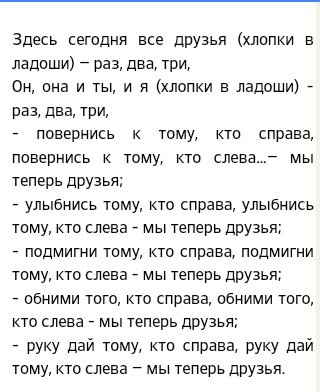 Здесь сегодня все друзья (хлопки в
ладоши) – раз, два, три,
Он, она и ты, и я (хлопки в ладоши) -
раз, два, три,
- повернись к тому, кто справа,
повернись к тому, кто слева...– мы
теперь друзья;
- улыбнись тому, кто справа, улыбнись
тому, кто слева - мы теперь друзья;
- подмигни тому, кто справа, подмигни
тому, кто слева - мы теперь друзья;
- обними того, кто справа, обними того,
кто слева - мы теперь друзья;
- руку дай тому, кто справа, руку дай
тому, кто слева – мы теперь друзья.